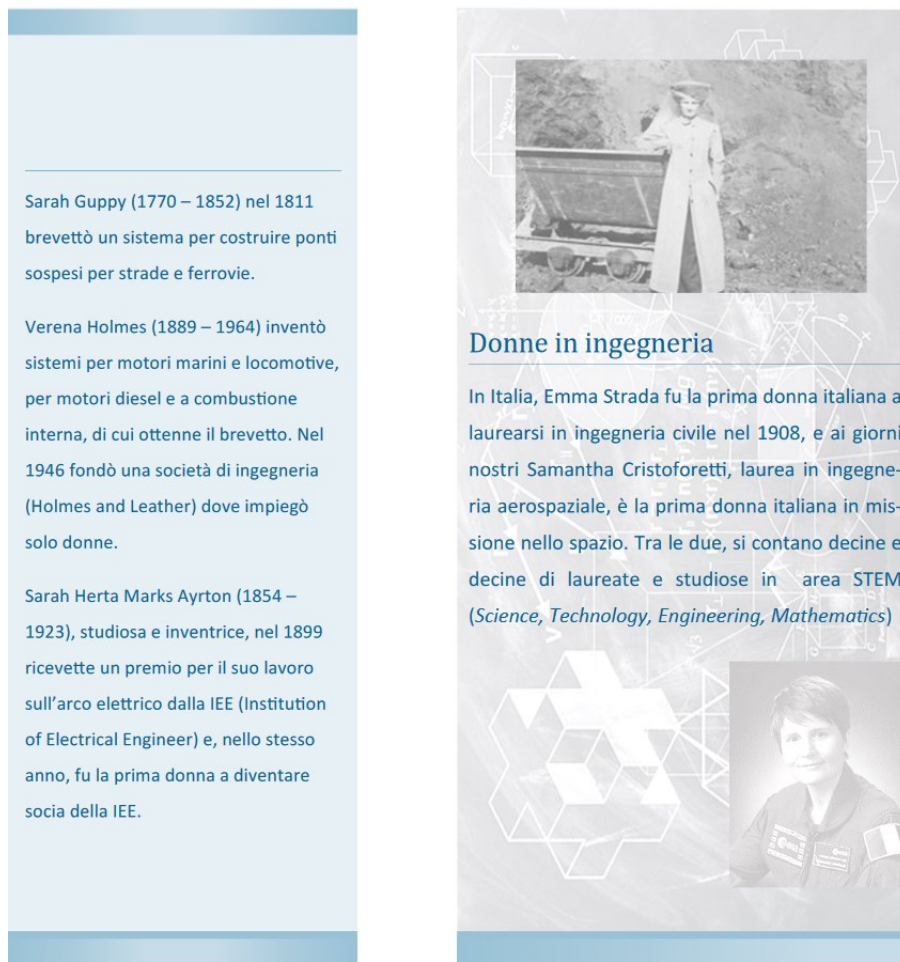 Sarah Guppy (1770 – 1852) nel 1811
brevettò un sistema per costruire ponti
sospesi per strade e ferrovie.
Verena Holmes (1889 – 1964) inventò
sistemi per motori marini e locomotive,
per motori diesel e a combustione
interna, di cui ottenne il brevetto. Nel
1946 fondò una società di ingegneria
(Holmes and Leather) dove impiegò
solo donne.
Sarah Herta Marks Ayrton (1854 –
1923), studiosa e inventrice, nel 1899
ricevette un premio per il suo lavoro
sull’arco elettrico dalla IEE (Institution
of Electrical Engineer) e, nello stesso
anno, fu la prima donna a diventare
socia della IEE.
Donne in ingegneria
In Italia, Emma Strada fu la prima donna italiana a
laurearsi in ingegneria civile nel 1908, e ai giorni
nostri Samantha Cristoforetti, laurea in ingegne-
ria aerospaziale, è la prima donna italiana in mis-
sione nello spazio. Tra le due, si contano decine e
decine di laureate e studiose in area STEM
(Science, Technology, Engineering, Mathematics)